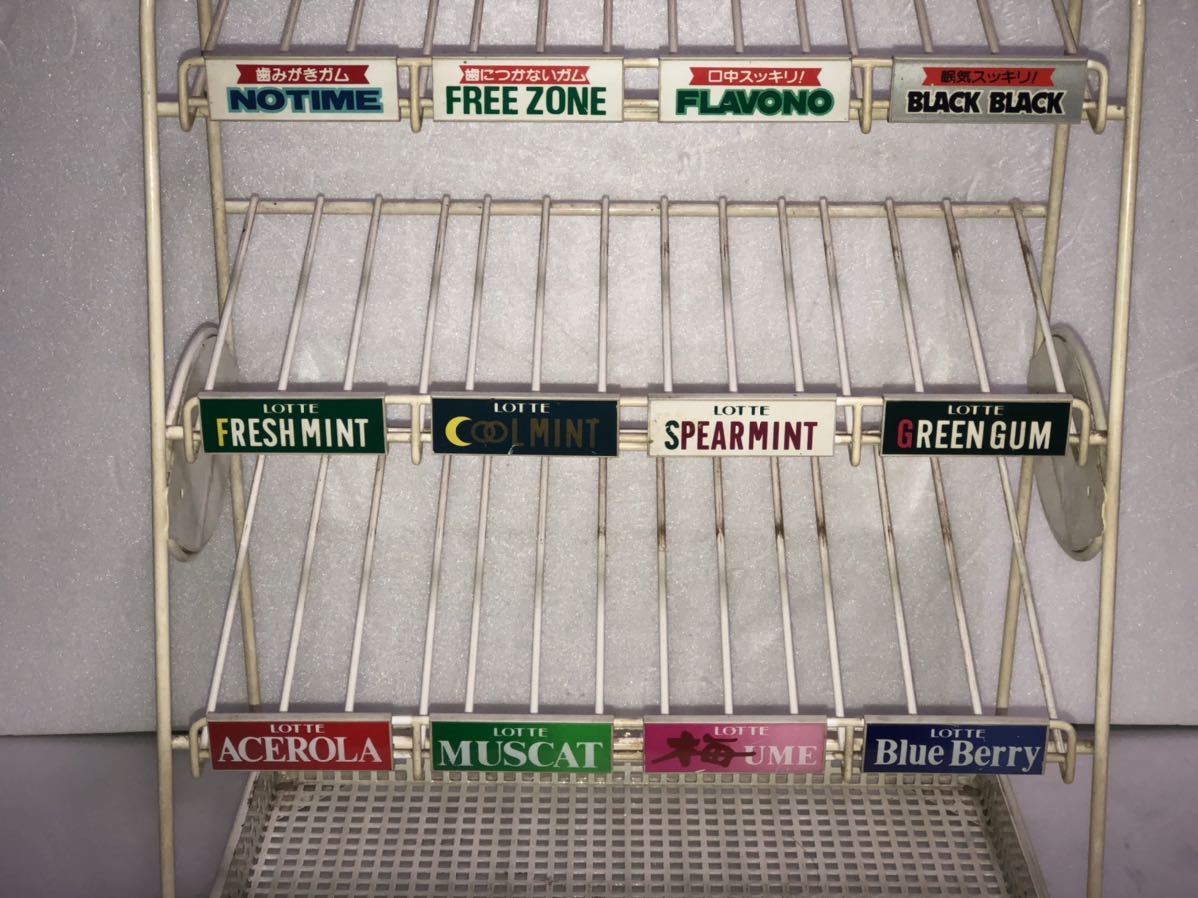 歯みがきガム
NOTIME
歯につかないガム
FREE ZONE
口中スッキリ!
FLAVONO
眠気スッキリ!
BLACK BLACK
LOTTE
FRESH MINT
LOTTE
COOL MINT
LOTTE
SPEARMINT
LOTTE
GREEN GUM
LOTTE
ACEROLA
LOTTE
MUSCAT
LOTTE
梅 UME
LOTTE
Blue Berry